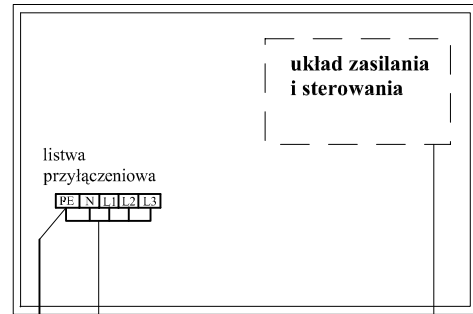 układ zasilania
i sterowania
listwa
przyłączeniowa
PE N L1 L2 L3